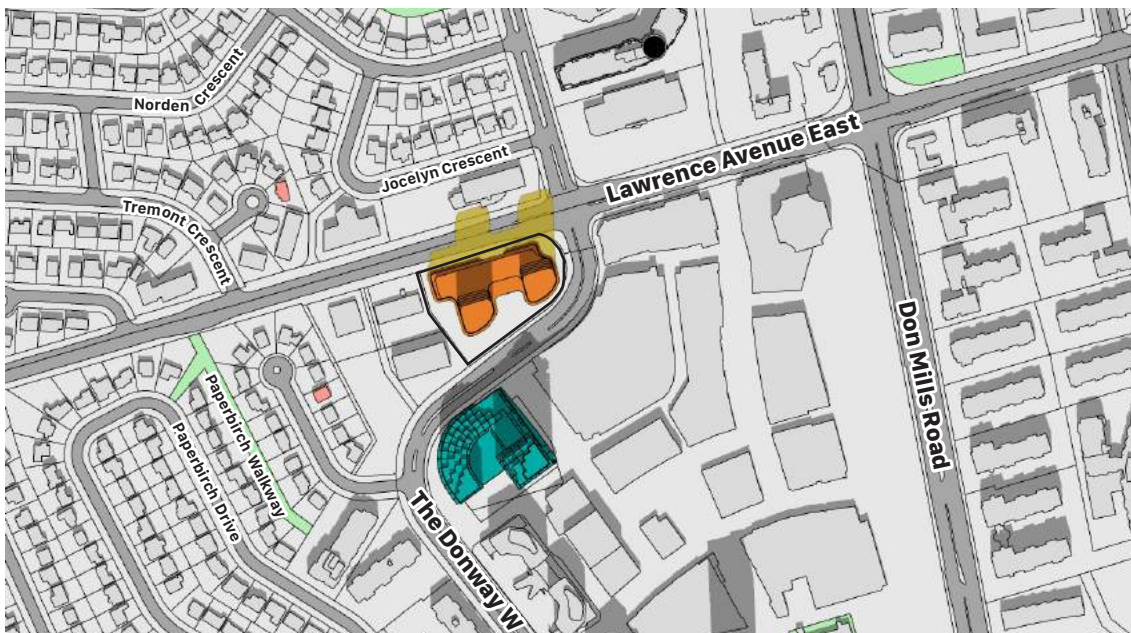 Norden Crescent
Jocelyn Crescent
Lawrence Avenue East
Tremont Crescent
Don Mills Road
Paperbirch Walkway
Paperbirch Drive
The Donway W